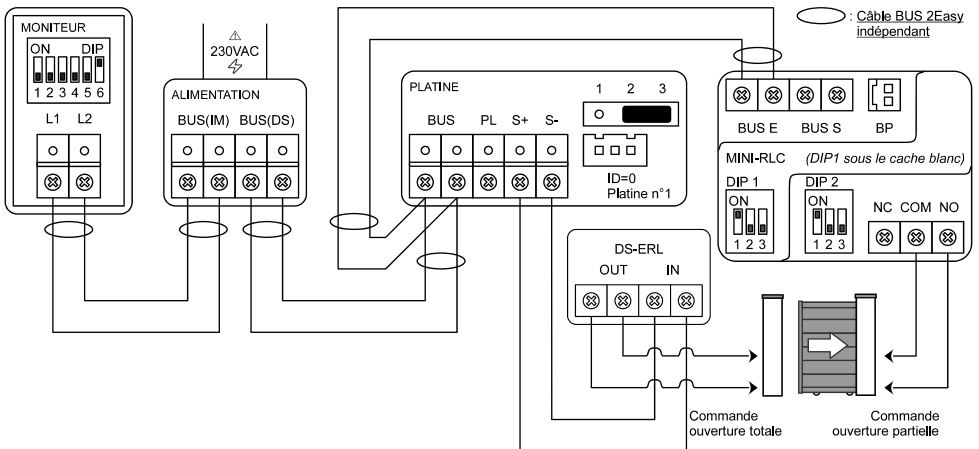 MONITEUR
ON DIP
1 2 3 4 5 6
L1 L2
230VAC
ALIMENTATION
BUS(IM) BUS(DS)
PLATINE
BUS PL S+ S-
1 2 3
ID=0
Platine n°1
: Câble BUS 2Easy
indépendant
BUS E BUS S BP
MINI-RLC (DIP1 sous le cache blanc)
DIP 1
ON
1 2 3
DIP 2
ON
1 2 3
NC COM NO
DS-ERL
OUT IN
Commande
ouverture totale
Commande
ouverture partielle